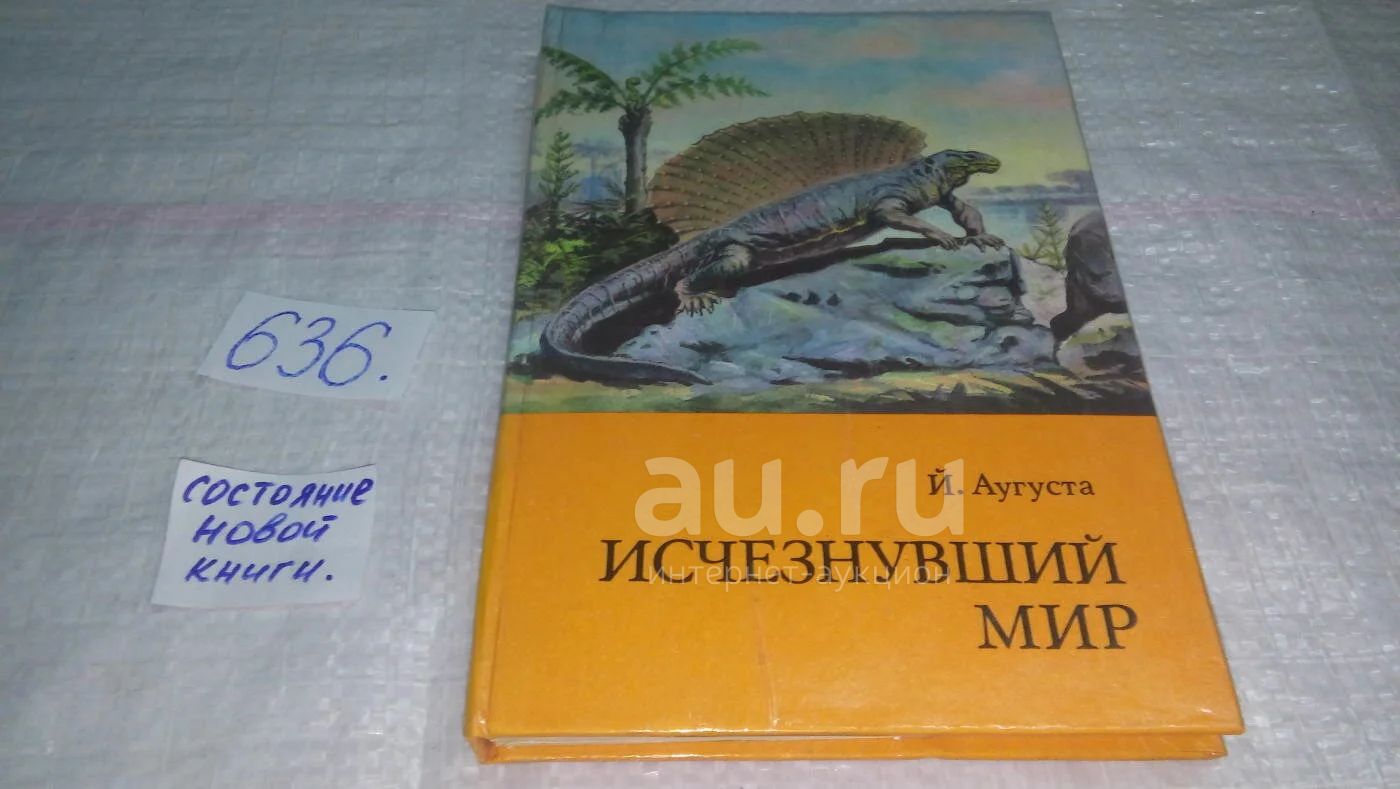 636.
состояние
новой
книги.
Й. Аугуста
ИСЧЕЗНУВШИЙ
МИР
au.ru
интернет-аукцион